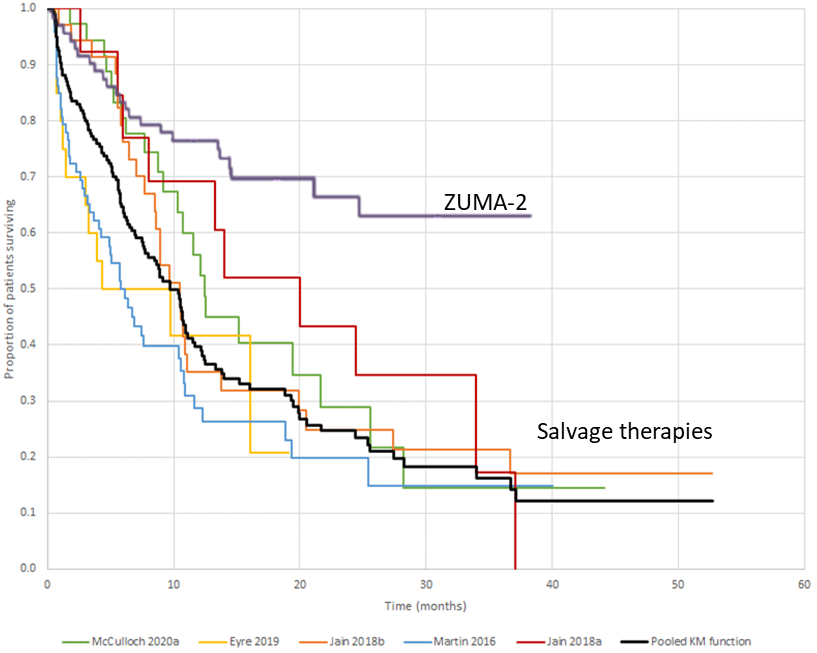 1.0
0.9
0.8
0.7
0.6
0.5
0.4
0.3
0.2
0.1
0.0
Proportion of patients surviving
ZUMA-2
Salvage therapies
0 10 20 30 40 50 60
Time (months)
McCulloch 2020a Eyre 2019 Jain 2018b Martin 2016 Jain 2018a Pooled KM function